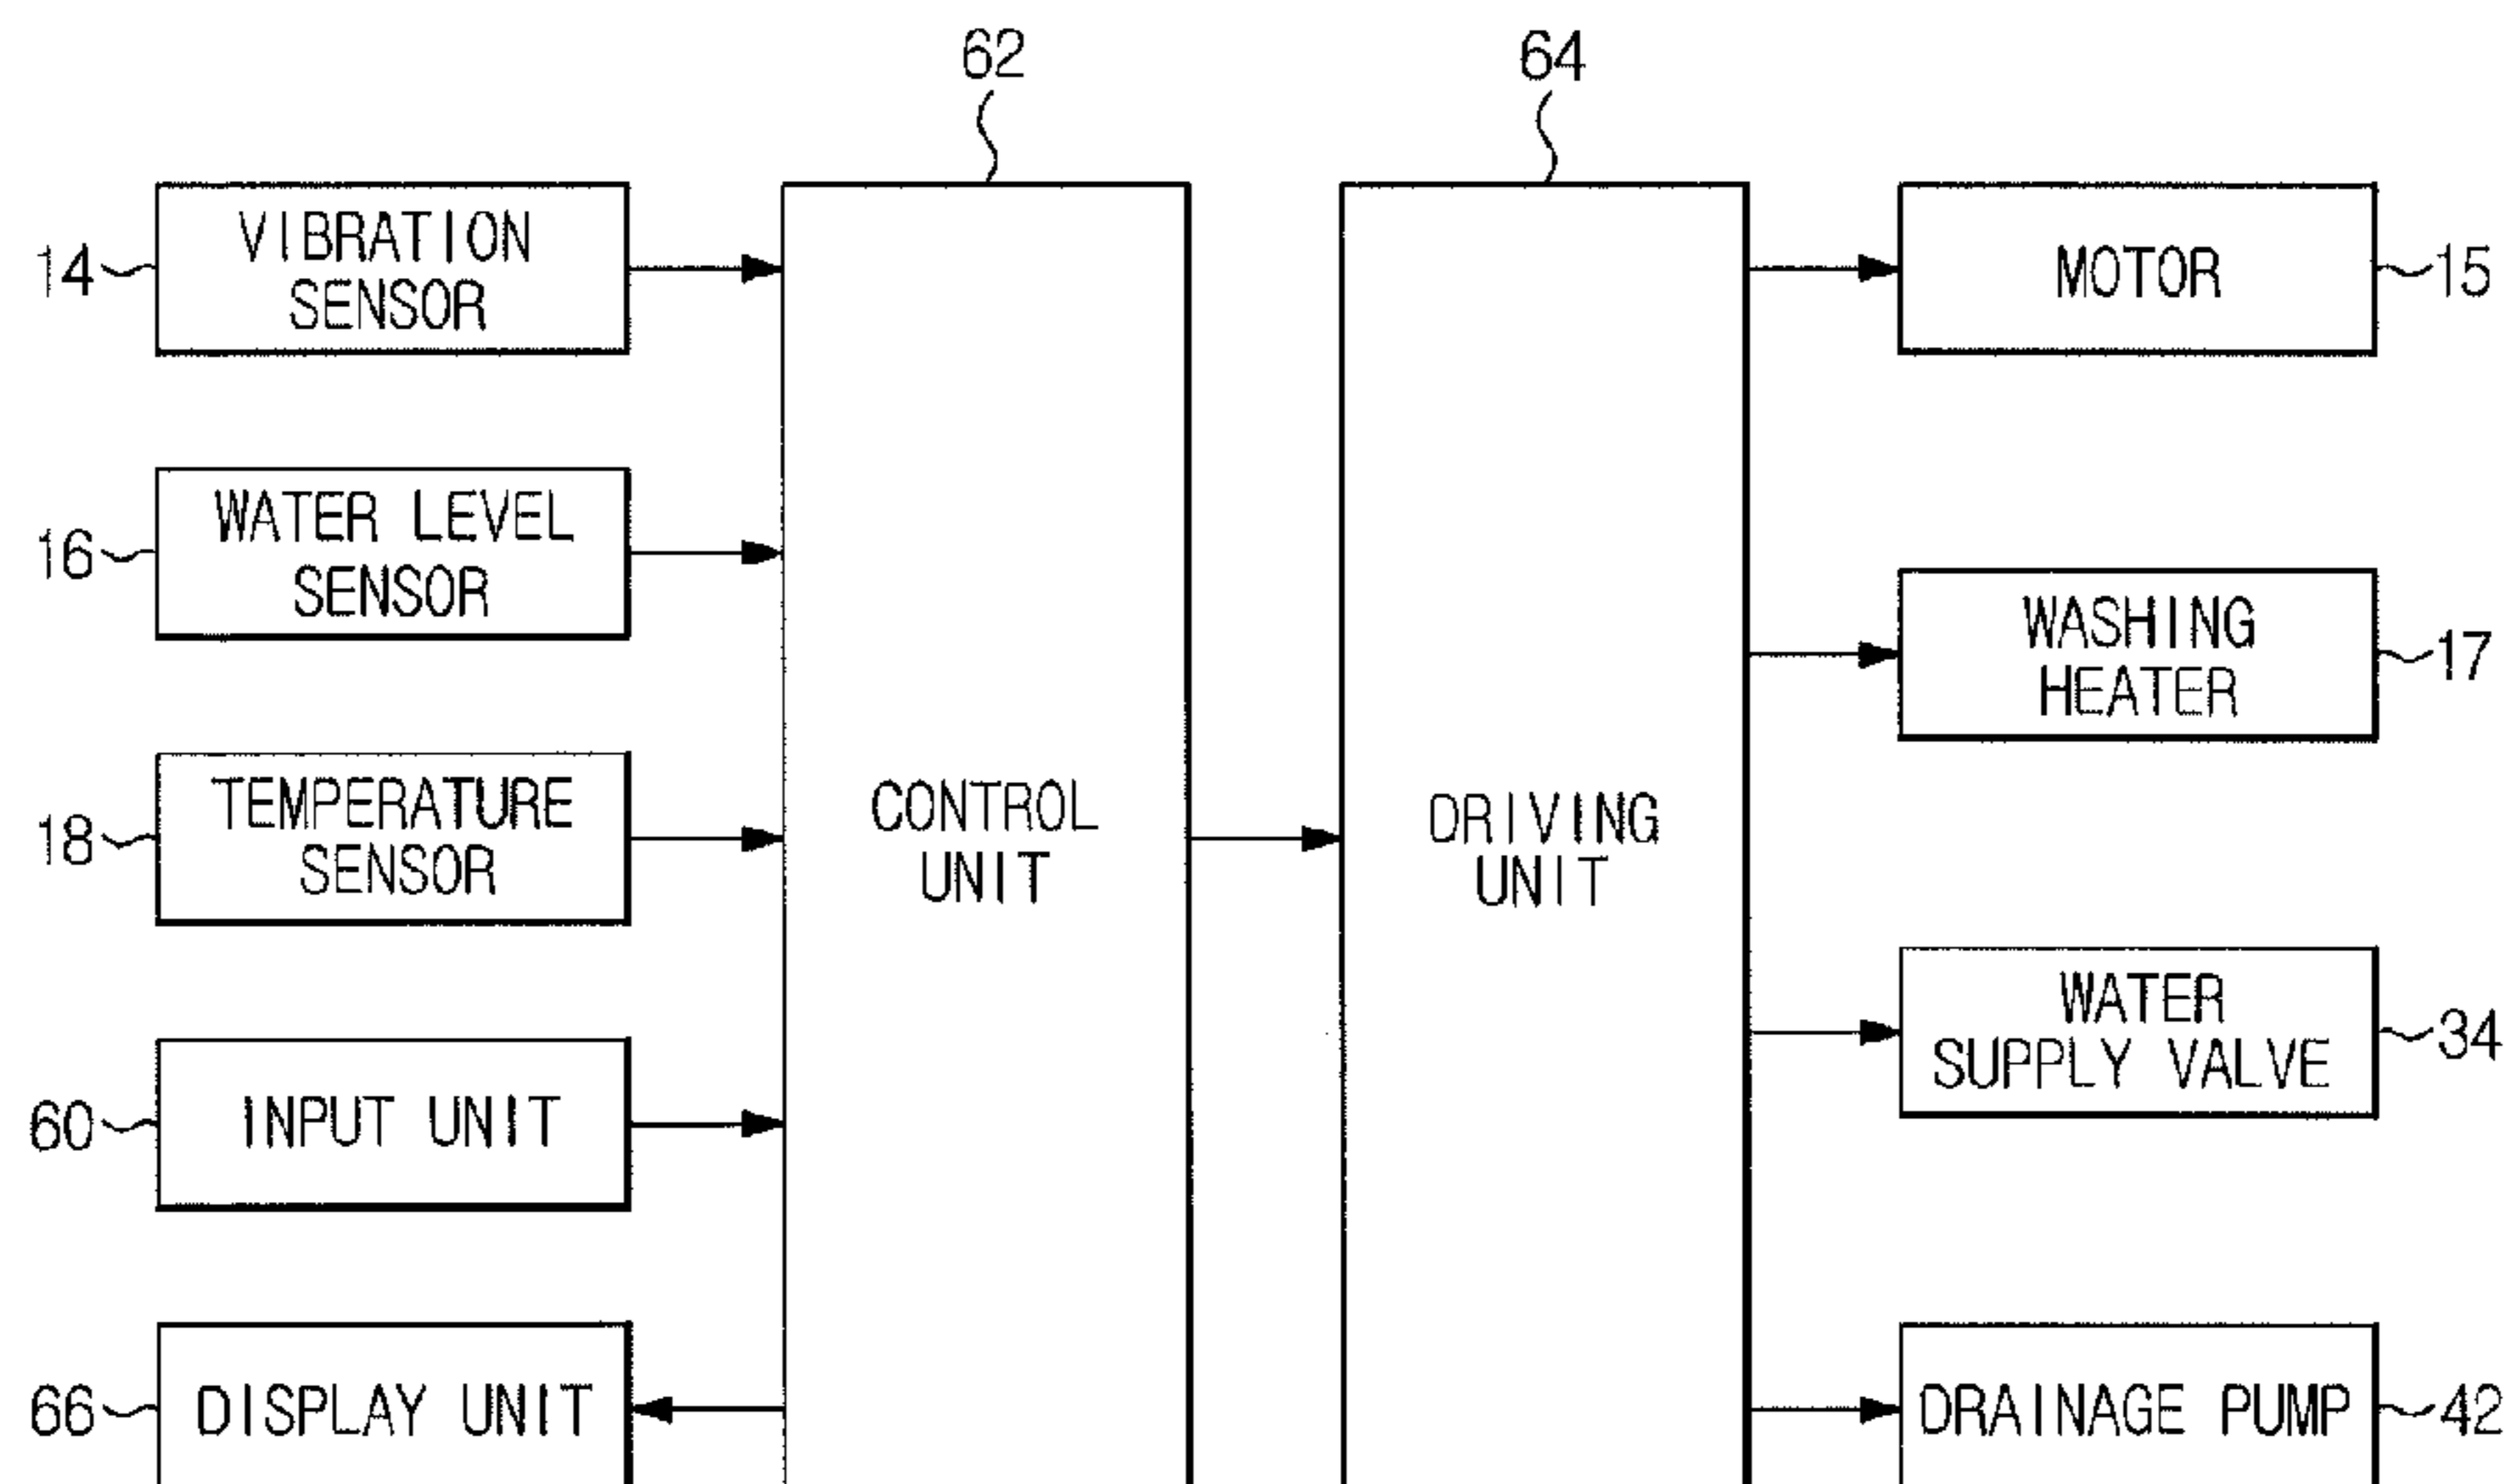 62
64
14
VIBRATION
SENSOR
MOTOR
15
16
WATER LEVEL
SENSOR
WASHING
HEATER
17
18
TEMPERATURE
SENSOR
CONTROL
UNIT
DRIVING
UNIT
WATER
SUPPLY VALVE
34
60
INPUT UNIT
66
DISPLAY UNIT
DRAINAGE PUMP
42